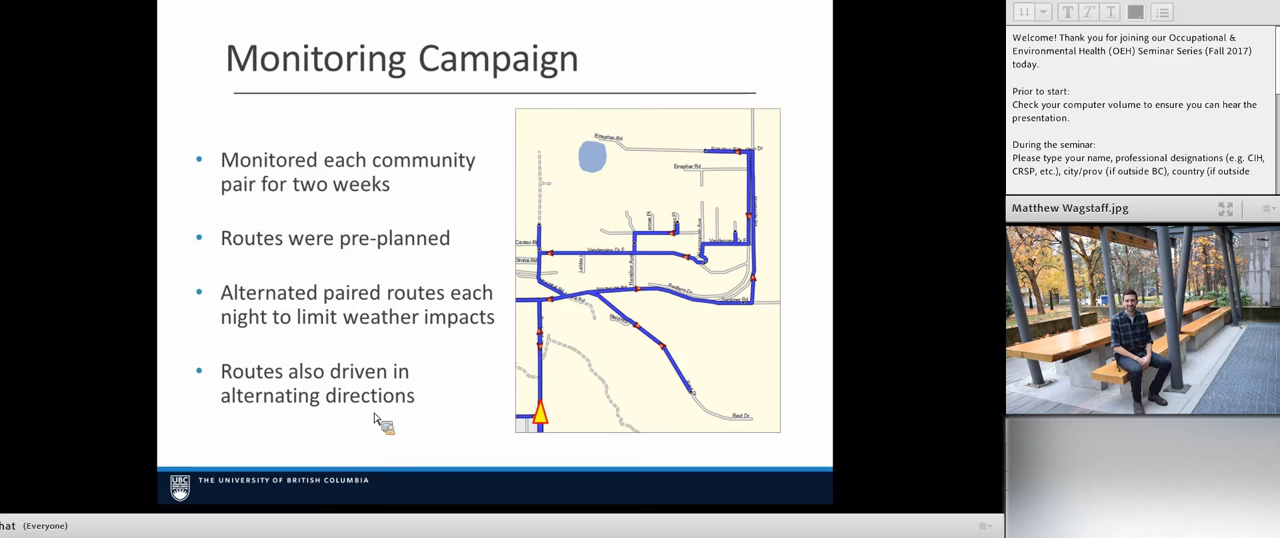 Monitoring Campaign
• Monitored each community
pair for two weeks
• Routes were pre-planned
• Alternated paired routes each
night to limit weather impacts
• Routes also driven in
alternating directions
Einspher Rd
Einspher Rd
UBC
THE UNIVERSITY OF BRITISH COLUMBIA
hat (Everyone)
11
T T T
Welcome! Thank you for joining our Occupational &
Environmental Health (OEH) Seminar Series (Fall 2017)
today.
Prior to start:
Check your computer volume to ensure you can hear the
presentation.
During the seminar:
Please type your name, professional designations (e.g. CIH,
CRSP, etc.), city/prov (if outside BC), country (if outside
Matthew Wagstaff.jpg